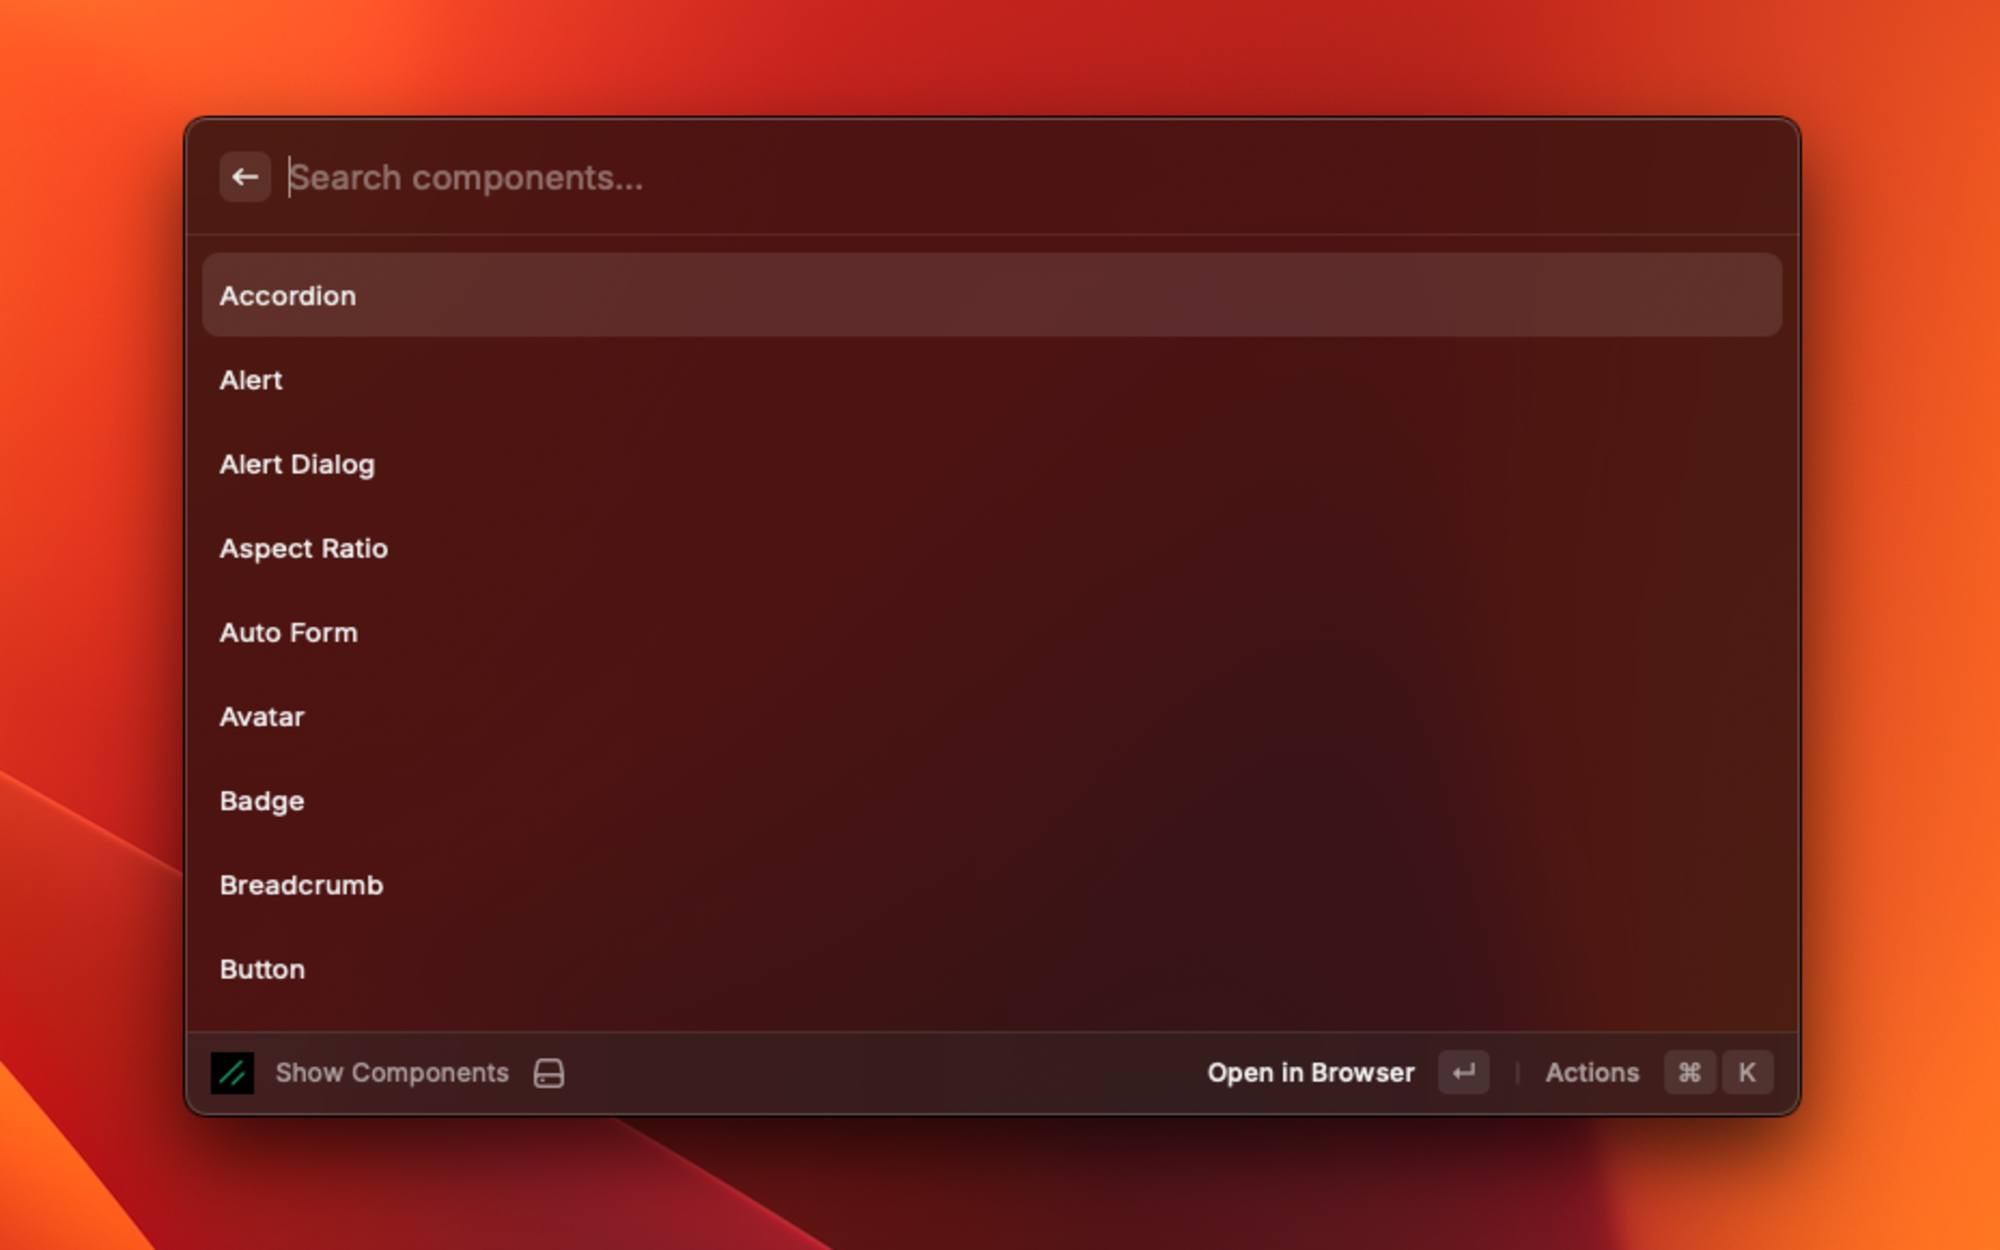 Search components...
Accordion
Alert
Alert Dialog
Aspect Ratio
Auto Form
Avatar
Badge
Breadcrumb
Button
Show Components Open in Browser ↵ Actions ⌘ K